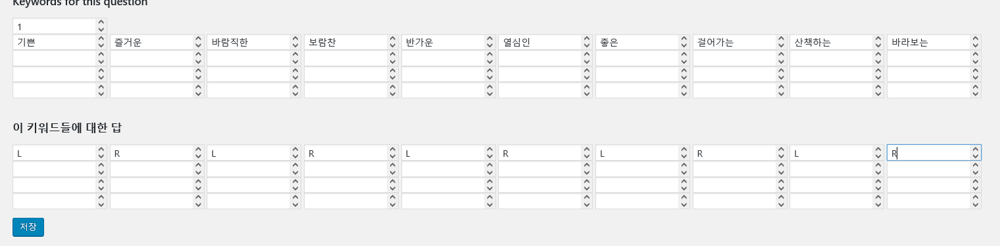 Keywords for this question
1
기쁜 즐거운 바람직한 보람찬 반가운 열심인 좋은 걸어가는 산책하는 바라보는
이 키워드들에 대한 답
L R L R L R L R L R
저장